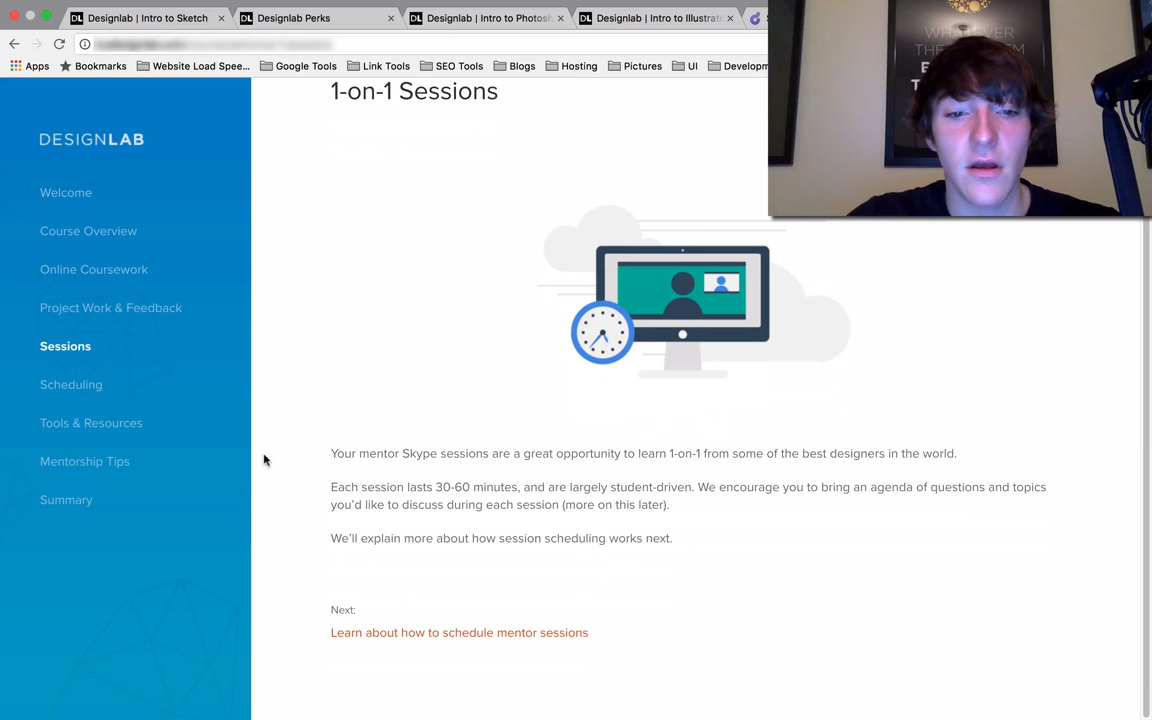 DL Designlab | Intro to Sketch
DL Designlab Perks
DL Designlab | Intro to Photosh
DL Designlab | Intro to Illustrat
Apps
Bookmarks
Website Load Spee...
Google Tools
Link Tools
SEO Tools
Blogs
Hosting
Pictures
UI
Developm
WHATEVER
1-on-1 Sessions
DESIGNLAB
Welcome
Course Overview
Online Coursework
Project Work & Feedback
Sessions
Scheduling
Tools & Resources
Mentorship Tips
Summary
Your mentor Skype sessions are a great opportunity to learn 1-on-1 from some of the best designers in the world.
Each session lasts 30-60 minutes, and are largely student-driven. We encourage you to bring an agenda of questions and topics
you'd like to discuss during each session (more on this later).
We'll explain more about how session scheduling works next.
Next:
Learn about how to schedule mentor sessions